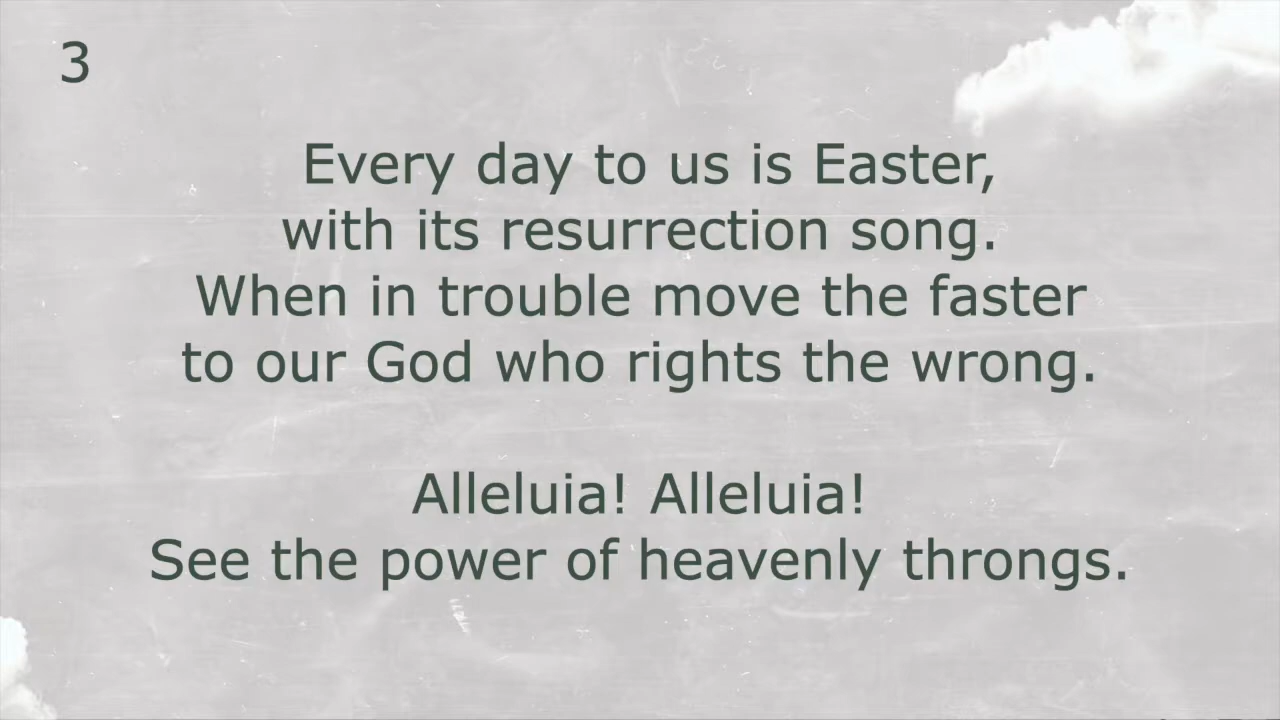 3
Every day to us is Easter,
with its resurrection song.
When in trouble move the faster
to our God who rights the wrong.
Alleluia! Alleluia!
See the power of heavenly throngs.